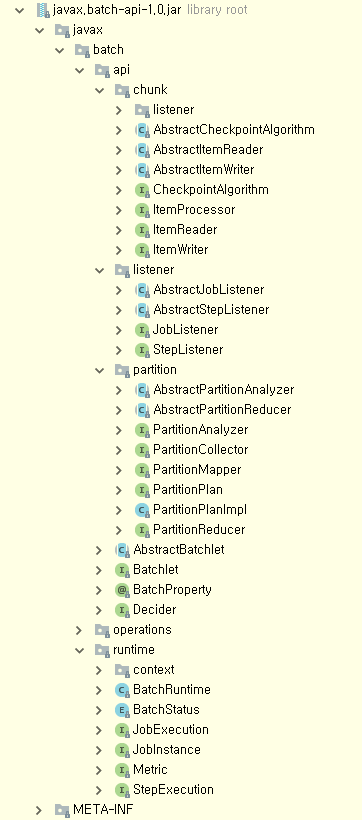 javax.batch-api-1.0.jar library root
javax
batch
api
chunk
listener
AbstractCheckpointAlgorithm
AbstractItemReader
AbstractItemWriter
CheckpointAlgorithm
ItemProcessor
ItemReader
ItemWriter
listener
AbstractJobListener
AbstractStepListener
JobListener
StepListener
partition
AbstractPartitionAnalyzer
AbstractPartitionReducer
PartitionAnalyzer
PartitionCollector
PartitionMapper
PartitionPlan
PartitionPlanImpl
PartitionReducer
AbstractBatchlet
Batchlet
BatchProperty
Decider
operations
runtime
context
BatchRuntime
BatchStatus
JobExecution
JobInstance
Metric
StepExecution
META-INF